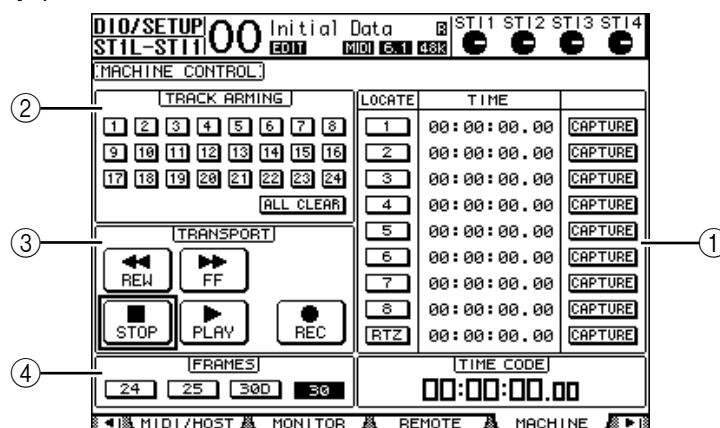 DIO/SETUP 00 Initial Data R ST11 ST12 ST13 ST14
ST1L-ST11 EDIT MIDI 6.1 48k
MACHINE CONTROL
②
TRACK ARMING
1 2 3 4 5 6 7 8
9 10 11 12 13 14 15 16
17 18 19 20 21 22 23 24
ALL CLEAR
③
TRANSPORT
REW FF
STOP PLAY REC
④
FRAMES
24 25 30D 30
LOCATE TIME
1 00:00:00.00 CAPTURE
2 00:00:00.00 CAPTURE
3 00:00:00.00 CAPTURE
4 00:00:00.00 CAPTURE
5 00:00:00.00 CAPTURE
6 00:00:00.00 CAPTURE
7 00:00:00.00 CAPTURE
8 00:00:00.00 CAPTURE
RTZ 00:00:00.00 CAPTURE
①
TIME CODE
00:00:00.00
MIDI/HOST MONITOR REMOTE MACHINE